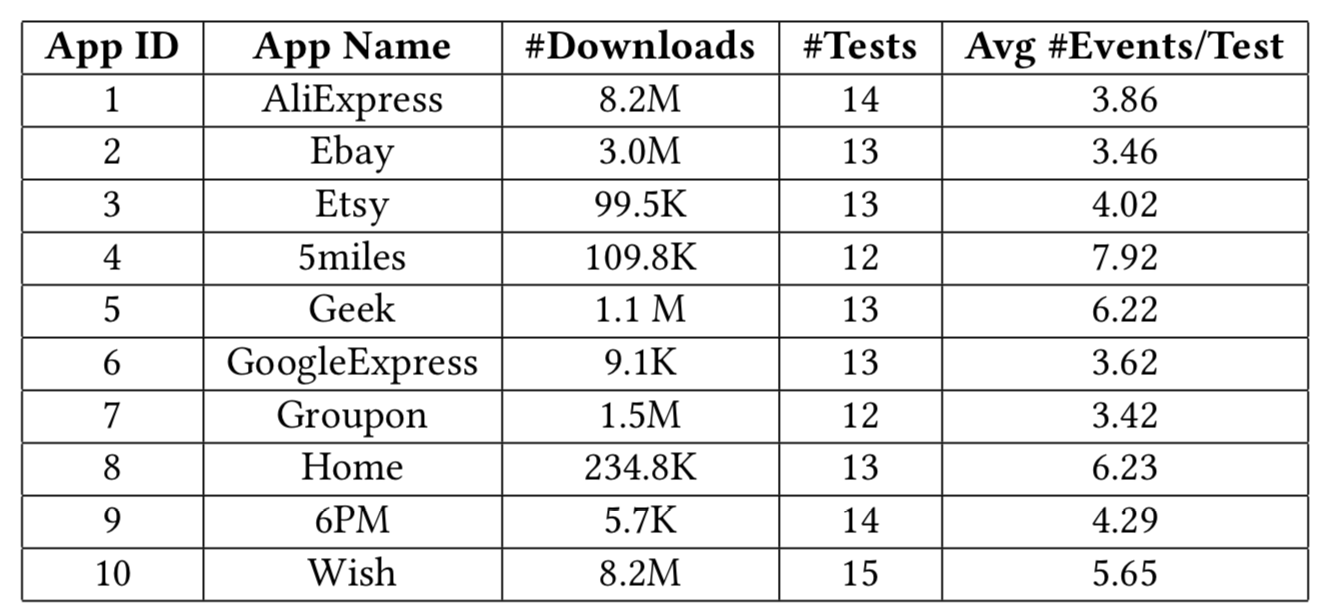 App ID App Name #Downloads #Tests Avg #Events/Test
1 AliExpress 8.2M 14 3.86
2 Ebay 3.0M 13 3.46
3 Etsy 99.5K 13 4.02
4 5miles 109.8K 12 7.92
5 Geek 1.1 M 13 6.22
6 GoogleExpress 9.1K 13 3.62
7 Groupon 1.5M 12 3.42
8 Home 234.8K 13 6.23
9 6PM 5.7K 14 4.29
10 Wish 8.2M 15 5.65